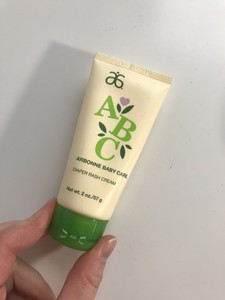 ABC
ARBONNE BABY CARE
DIAPER RASH CREAM
Net wt. 2 oz./57 g